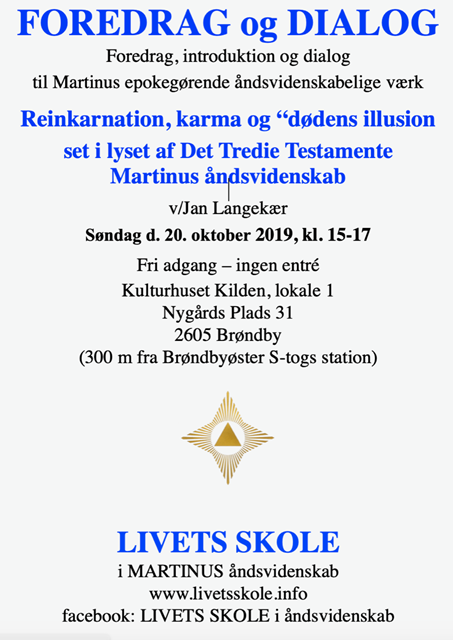 FOREDRAG og DIALOG
Foredrag, introduktion og dialog
til Martinus epokegørende åndsvidenskabelige værk
Reinkarnation, karma og “dødens illusion
set i lyset af Det Tredie Testamente
Martinus åndsvidenskab
v/Jan Langekær
Søndag d. 20. oktober 2019, kl. 15-17
Fri adgang – ingen entré
Kulturhuset Kilden, lokale 1
Nygårds Plads 31
2605 Brøndby
(300 m fra Brøndbyøster S-togs station)
LIVETS SKOLE
i MARTINUS åndsvidenskab
www.livetsskole.info
facebook: LIVETS SKOLE i åndsvidenskab